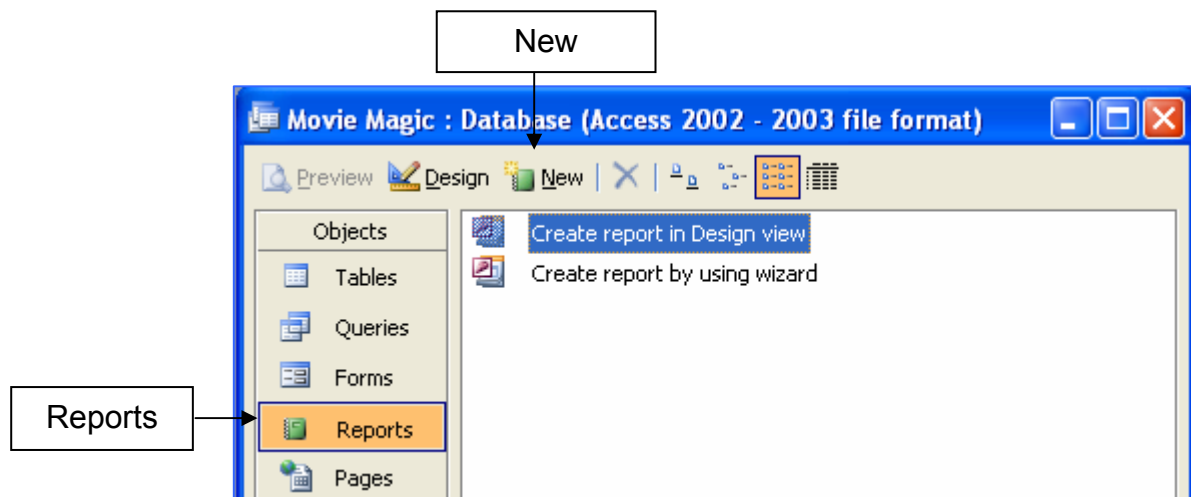 New
Movie Magic : Database (Access 2002 - 2003 file format)
Preview Design New
Objects
Create report in Design view
Create report by using wizard
Tables
Queries
Forms
Reports
Reports
Pages